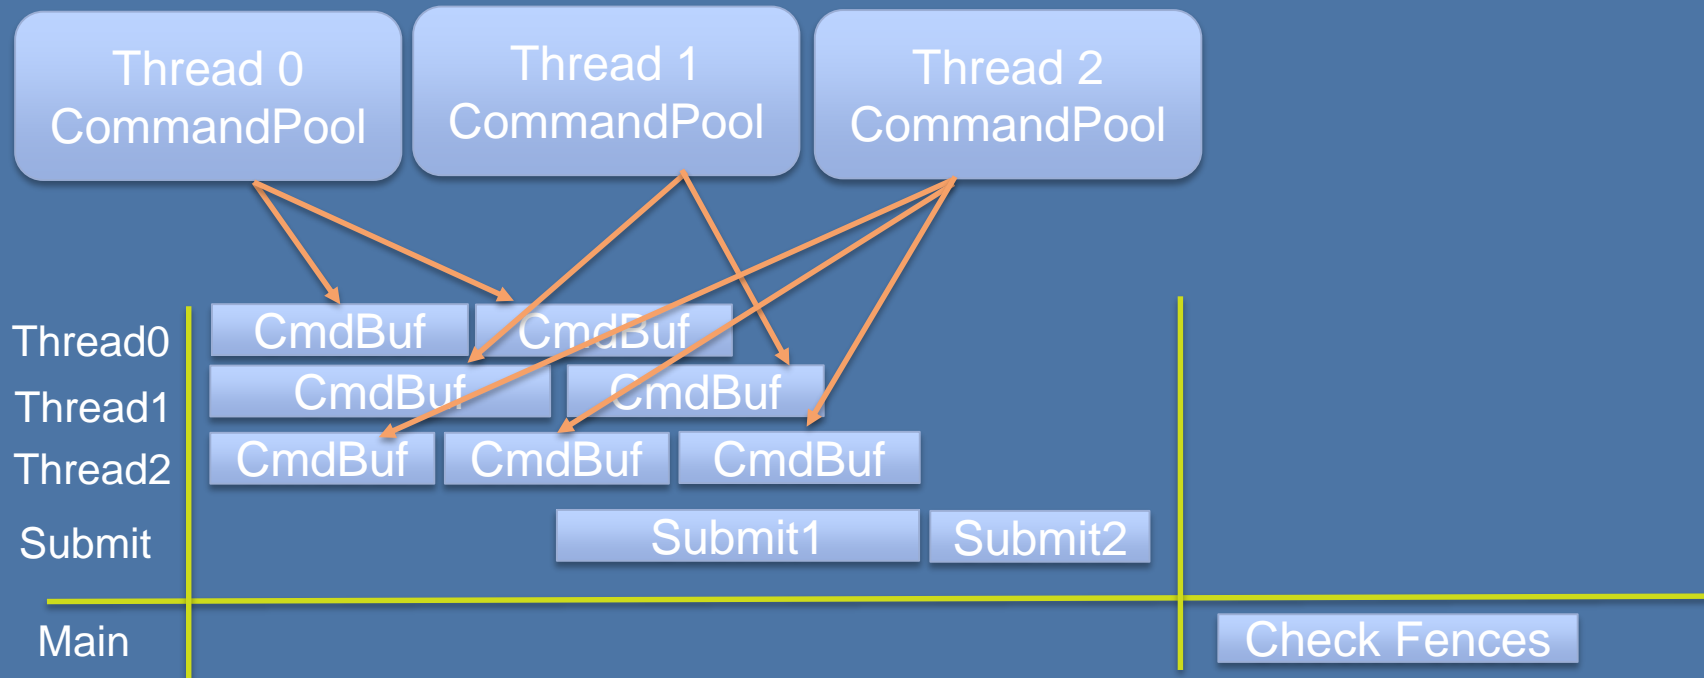 Thread 0
CommandPool
Thread 1
CommandPool
Thread 2
CommandPool
Thread0 CmdBuf CmdBuf
Thread1 CmdBuf CmdBuf
Thread2 CmdBuf CmdBuf CmdBuf
Submit Submit1 Submit2
Main Check Fences